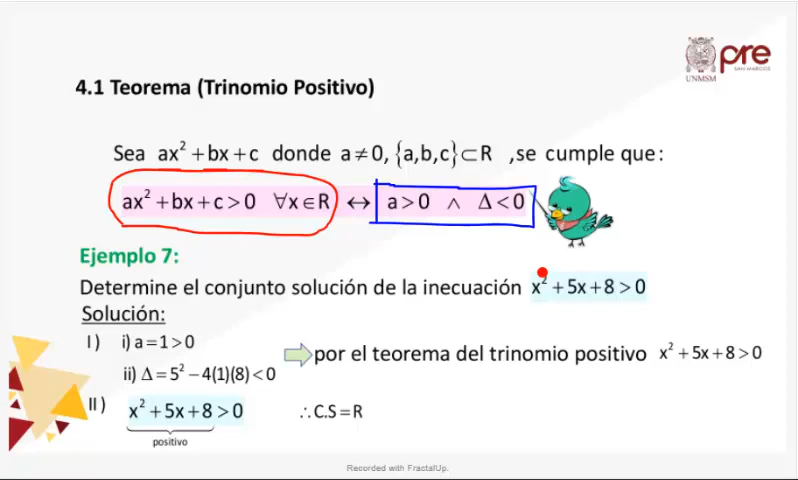 pre
SAN MARCOS
UNMSM
4.1 Teorema (Trinomio Positivo)
Sea ax² + bx + c donde a ≠ 0, {a,b,c} ⊂ R , se cumple que:
ax² + bx + c > 0 ∀x ∈ R ↔ a > 0 ∧ Δ < 0
Ejemplo 7:
Determine el conjunto solución de la inecuación x² + 5x + 8 > 0
Solución:
I) i) a = 1 > 0
por el teorema del trinomio positivo x² + 5x + 8 > 0
ii) Δ = 5² − 4(1)(8) < 0
II) x² + 5x + 8 > 0 ∴ C.S = R
positivo
Recorded with FractalUp.